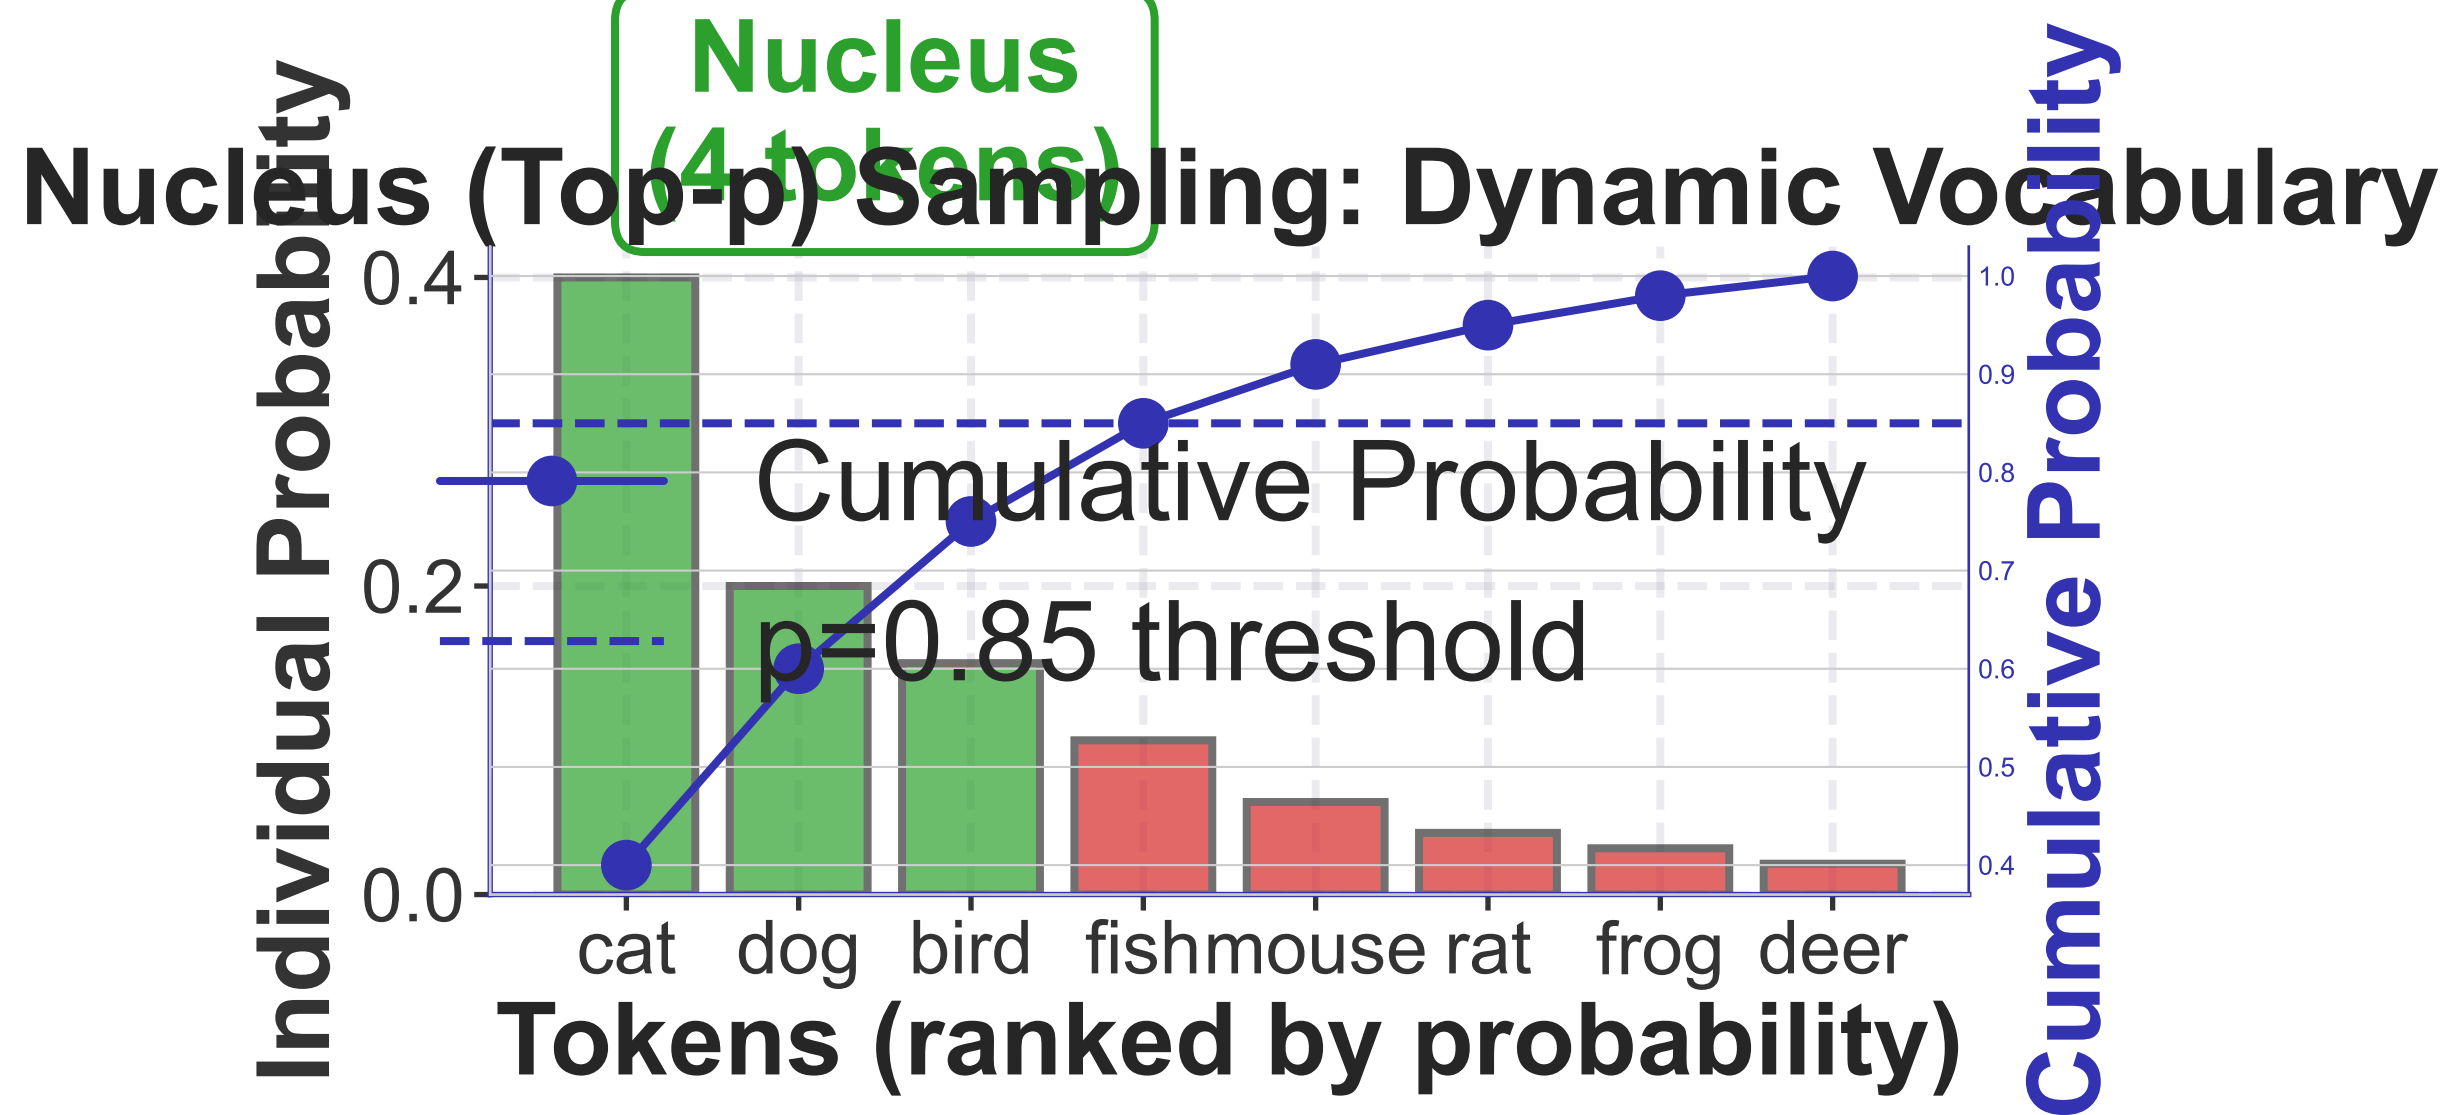 Nucleus
(4 tokens)
Nucleus (Top-p) Sampling: Dynamic Vocabulary
Individual Probability
0.4
0.2
0.0
Cumulative Probability
p=0.85 threshold
1.0
0.9
0.8
0.7
0.6
0.5
0.4
Cumulative Probability
cat dog bird fish mouse rat frog deer
Tokens (ranked by probability)